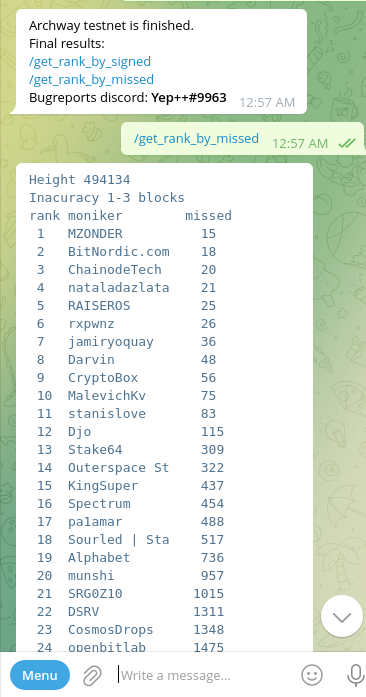 Archway testnet is finished.
Final results:
/get_rank_by_signed
/get_rank_by_missed
Bugreports discord: Yep++#9963 12:57 AM
/get_rank_by_missed 12:57 AM
Height 494134
Inacuracy 1-3 blocks
rank moniker missed
1 MZONDER 15
2 BitNordic.com 18
3 ChainodeTech 20
4 nataladazlata 21
5 RAISEROS 25
6 rxpwnz 26
7 jamiryoquay 36
8 Darvin 48
9 CryptoBox 56
10 MalevichKv 75
11 stanislove 83
12 Djo 115
13 Stake64 309
14 Outerspace St 322
15 KingSuper 437
16 Spectrum 454
17 pa1amar 488
18 Sourled | Sta 517
19 Alphabet 736
20 munshi 957
21 SRG0Z10 1015
22 DSRV 1311
23 CosmosDrops 1348
24 openbitlab 1475
Menu Write a message...